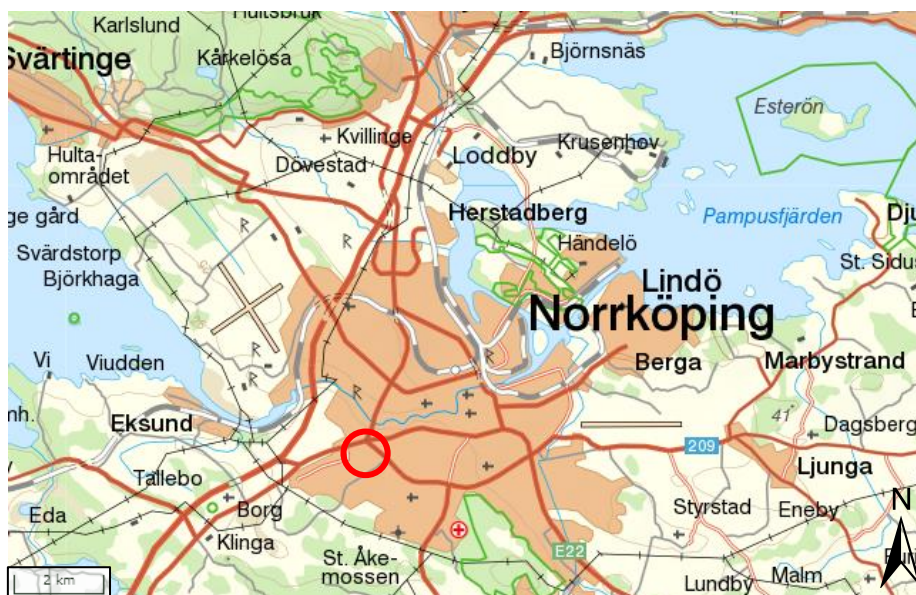 Hultsbruk
Karlslund
Svärtinge
Kårkelösa
Björnsnäs
Esterön
Kvillinge
Krusenhov
Hulta-
området
Dövestad
Loddby
ge gård
Herstadberg
Pampusfjärden
Dju
Svärdstorp
Händelö
St. Sidus
Björkhaga
Lindö
Norrköping
Vi
Viudden
Berga
Marbystrand
mh.
Eksund
41
Dagsberg
209
Tallebo
Ljunga
Eda
Borg
Styrstad
Eneby
N
Klinga
E22
St. Åke-
mossen
Lundby
Malm
2 km